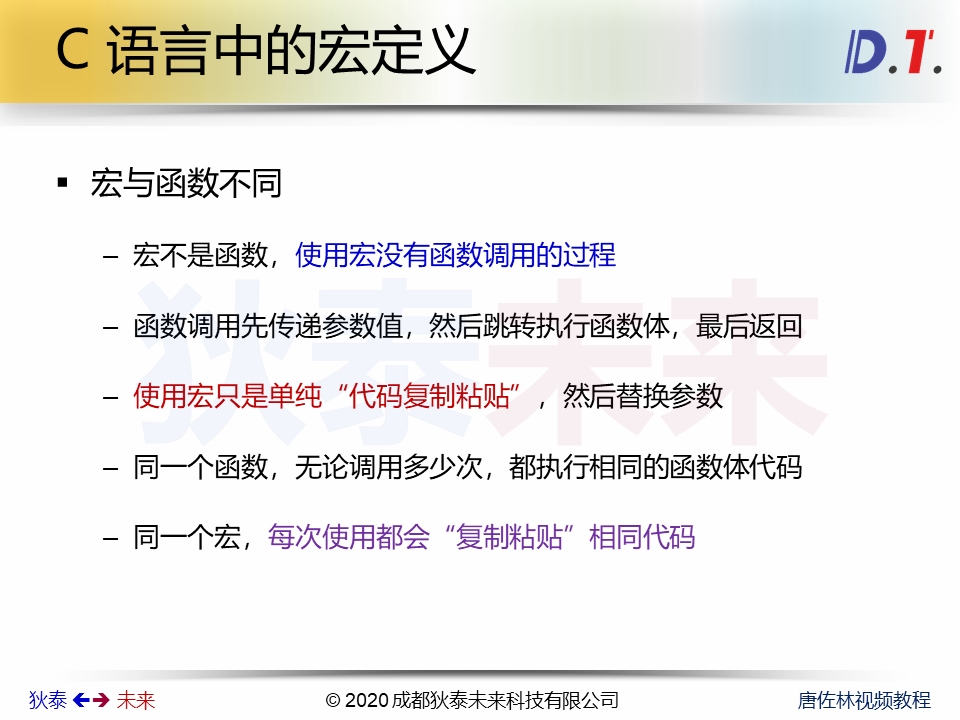 C 语言中的宏定义
D.T.
▪ 宏与函数不同
– 宏不是函数，使用宏没有函数调用的过程
– 函数调用先传递参数值，然后跳转执行函数体，最后返回
– 使用宏只是单纯“代码复制粘贴”，然后替换参数
– 同一个函数，无论调用多少次，都执行相同的函数体代码
– 同一个宏，每次使用都会“复制粘贴”相同代码
狄泰未来
狄泰 🡸🡺 未来
© 2020 成都狄泰未来科技有限公司
唐佐林视频教程